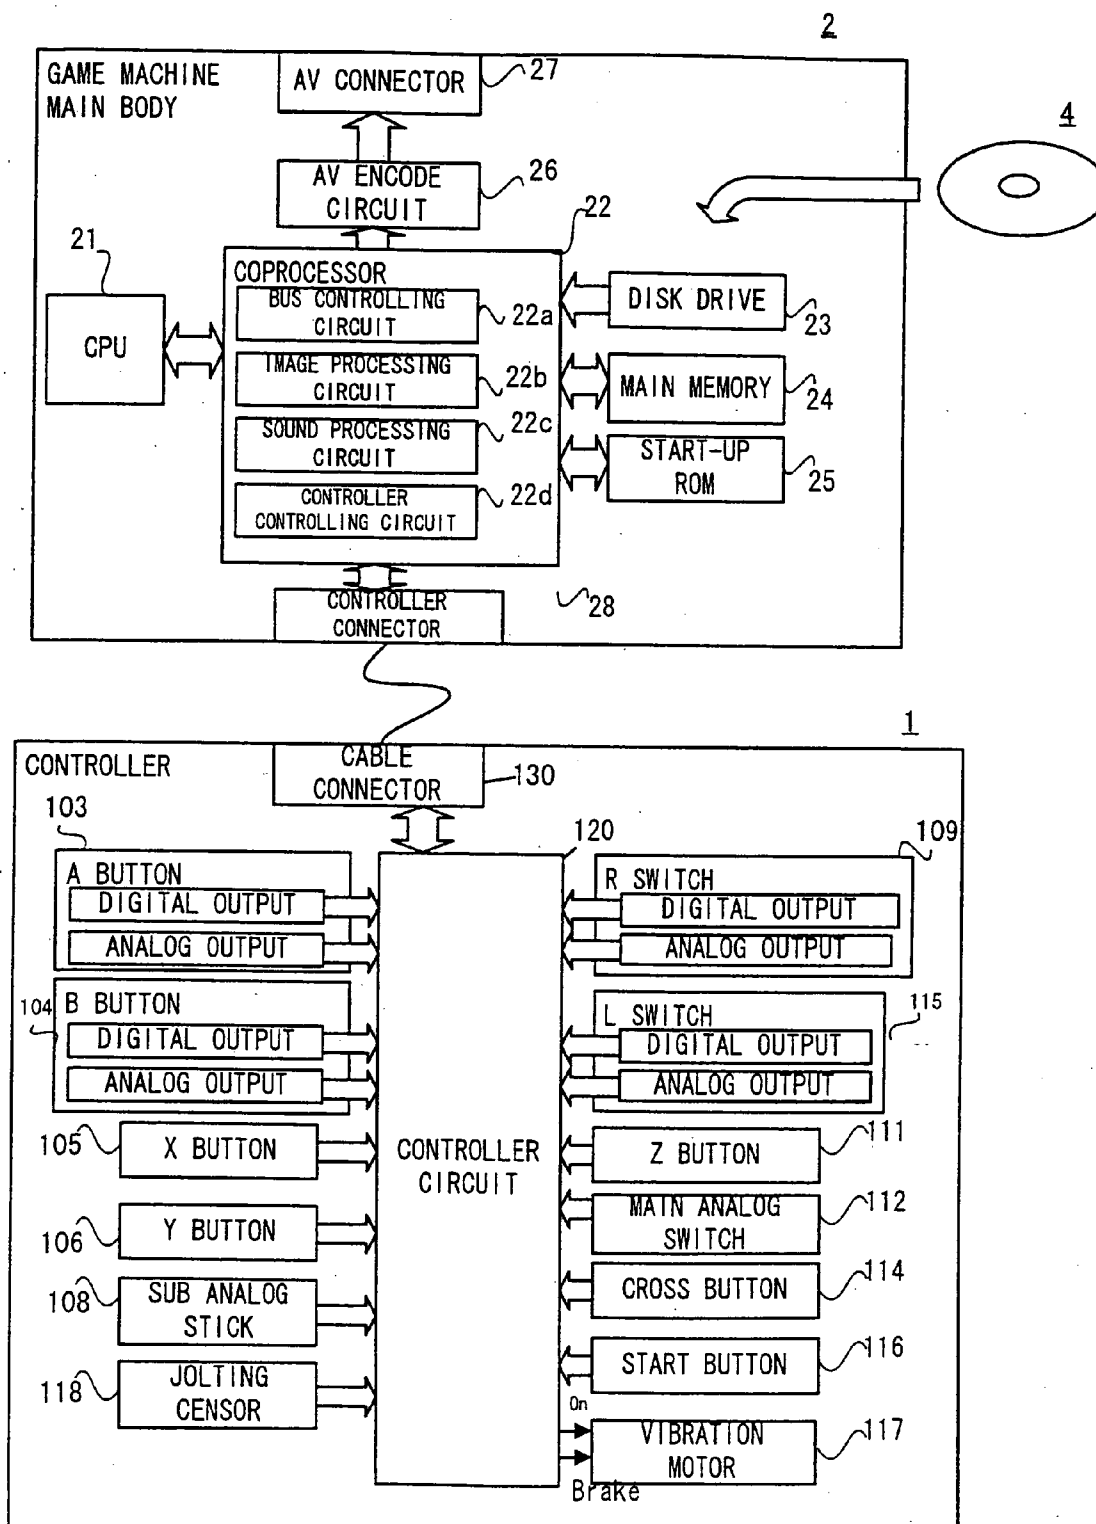 2
GAME MACHINE
MAIN BODY
AV CONNECTOR
27
4
AV ENCODE
CIRCUIT
26
21
22
CPU
COPROCESSOR
BUS CONTROLLING
CIRCUIT
22a
IMAGE PROCESSING
CIRCUIT
22b
SOUND PROCESSING
CIRCUIT
22c
CONTROLLER
CONTROLLING CIRCUIT
22d
DISK DRIVE
23
MAIN MEMORY
24
START-UP
ROM
25
CONTROLLER
CONNECTOR
28
1
CONTROLLER
CABLE
CONNECTOR
130
103
120
109
A BUTTON
DIGITAL OUTPUT
ANALOG OUTPUT
R SWITCH
DIGITAL OUTPUT
ANALOG OUTPUT
104
B BUTTON
DIGITAL OUTPUT
ANALOG OUTPUT
L SWITCH
DIGITAL OUTPUT
ANALOG OUTPUT
115
CONTROLLER
CIRCUIT
105
X BUTTON
Z BUTTON
111
106
Y BUTTON
MAIN ANALOG
SWITCH
112
108
SUB ANALOG
STICK
CROSS BUTTON
114
118
JOLTING
CENSOR
START BUTTON
116
On
VIBRATION
MOTOR
117
Brake